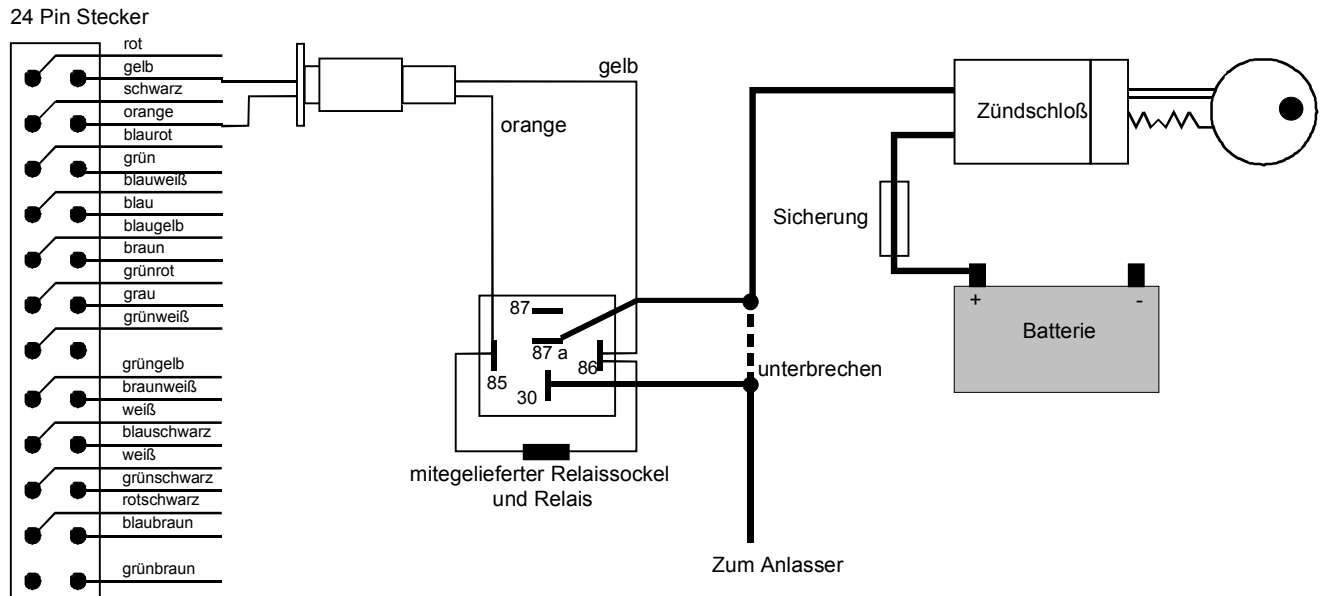 24 Pin Stecker
rot
gelb
schwarz
orange
blaurot
grün
blauweiß
blau
blaugelb
braun
grünrot
grau
grünweiß
grüngelb
braunweiß
weiß
blauschwarz
weiß
grünschwarz
rotschwarz
blaubraun
grünbraun
gelb
orange
87
87 a
85
86
30
mitegelieferter Relaissockel
und Relais
unterbrechen
Zum Anlasser
Zündschloß
Sicherung
+
-
Batterie